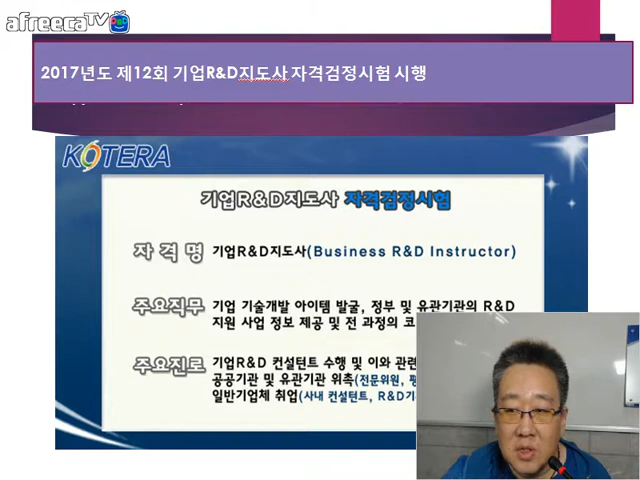 afreecaTV
2017년도 제12회 기업R&D지도사 자격검정시험 시행
KOTERA
기업R&D지도사 자격검정시험
자 격 명 기업R&D지도사(Business R&D Instructor)
주요직무 기업 기술개발 아이템 발굴, 정부 및 유관기관의 R&D
지원 사업 정보 제공 및 전 과정의
주요진로 기업R&D 컨설턴트 수행 및 이와
공공기관 및 유관기관 위촉(전문위원,
일반기업체 취업(사내 컨설턴트,